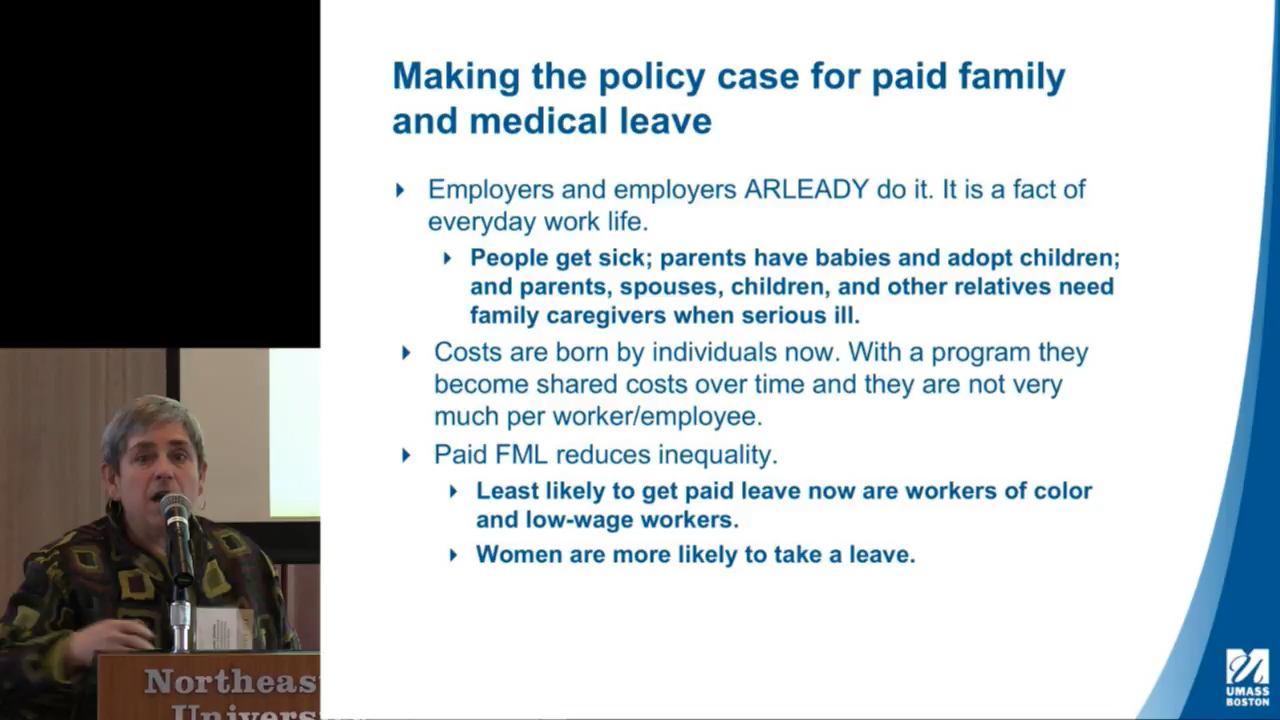 Making the policy case for paid family
and medical leave
Employers and employers ARLEADY do it. It is a fact of
everyday work life.
People get sick; parents have babies and adopt children;
and parents, spouses, children, and other relatives need
family caregivers when serious ill.
Costs are born by individuals now. With a program they
become shared costs over time and they are not very
much per worker/employee.
Paid FML reduces inequality.
Least likely to get paid leave now are workers of color
and low-wage workers.
Women are more likely to take a leave.
UMASS
BOSTON
Northeas
Universi